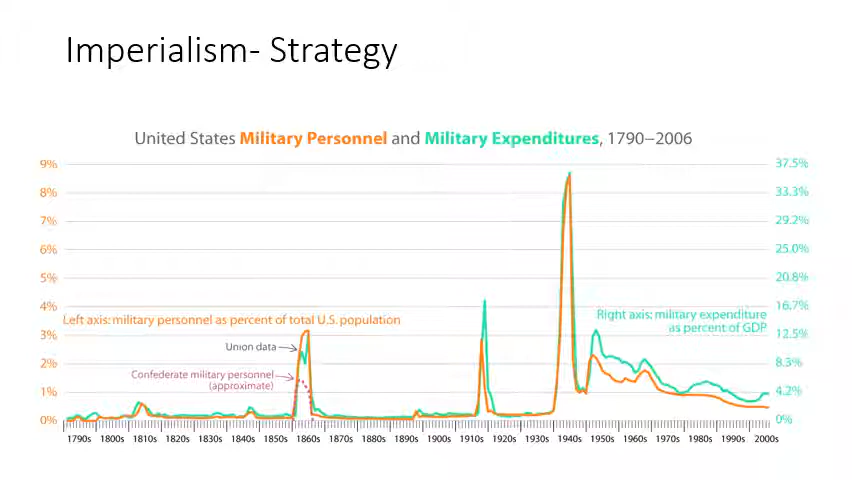 Imperialism- Strategy
United States Military Personnel and Military Expenditures, 1790–2006
9%
8%
7%
6%
5%
4%
3%
2%
1%
0%
37.5%
33.3%
29.2%
25.0%
20.8%
16.7%
12.5%
8.3%
4.2%
0%
Left axis: military personnel as percent of total U.S. population
Union data
Confederate military personnel
(approximate)
Right axis: military expenditure
as percent of GDP
1790s 1800s 1810s 1820s 1830s 1840s 1850s 1860s 1870s 1880s 1890s 1900s 1910s 1920s 1930s 1940s 1950s 1960s 1970s 1980s 1990s 2000s